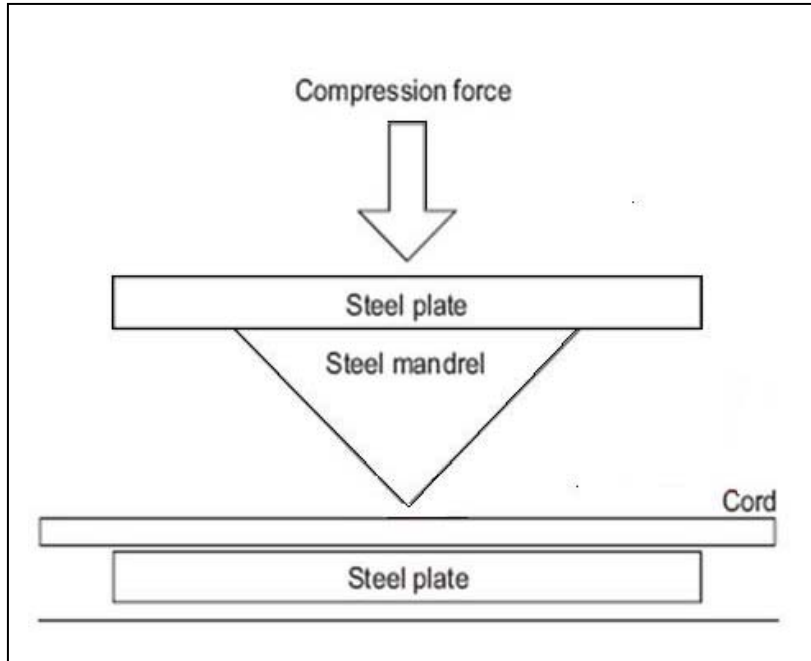 Compression force
Steel plate
Steel mandrel
Cord
Steel plate